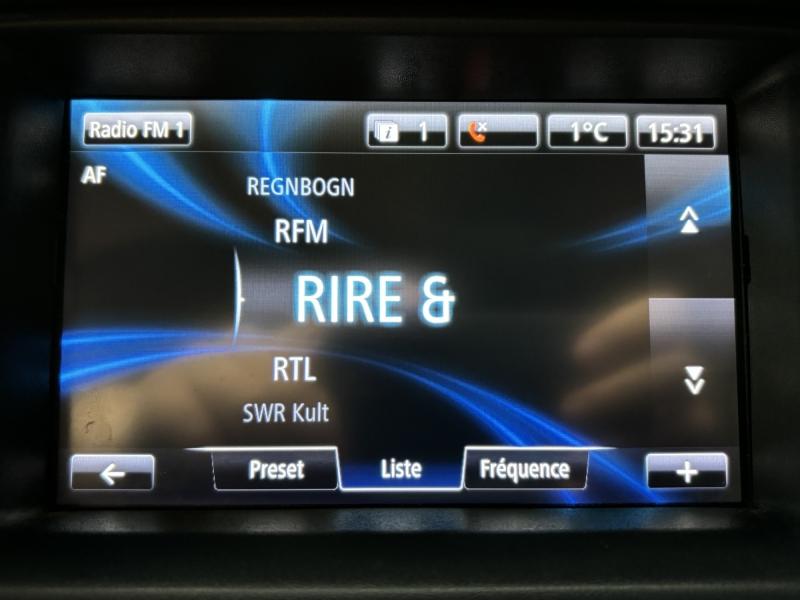 Radio FM 1
i 1
1°C
15:31
AF
REGNBOGN
RFM
RIRE &
RTL
SWR Kult
Preset
Liste
Fréquence
+